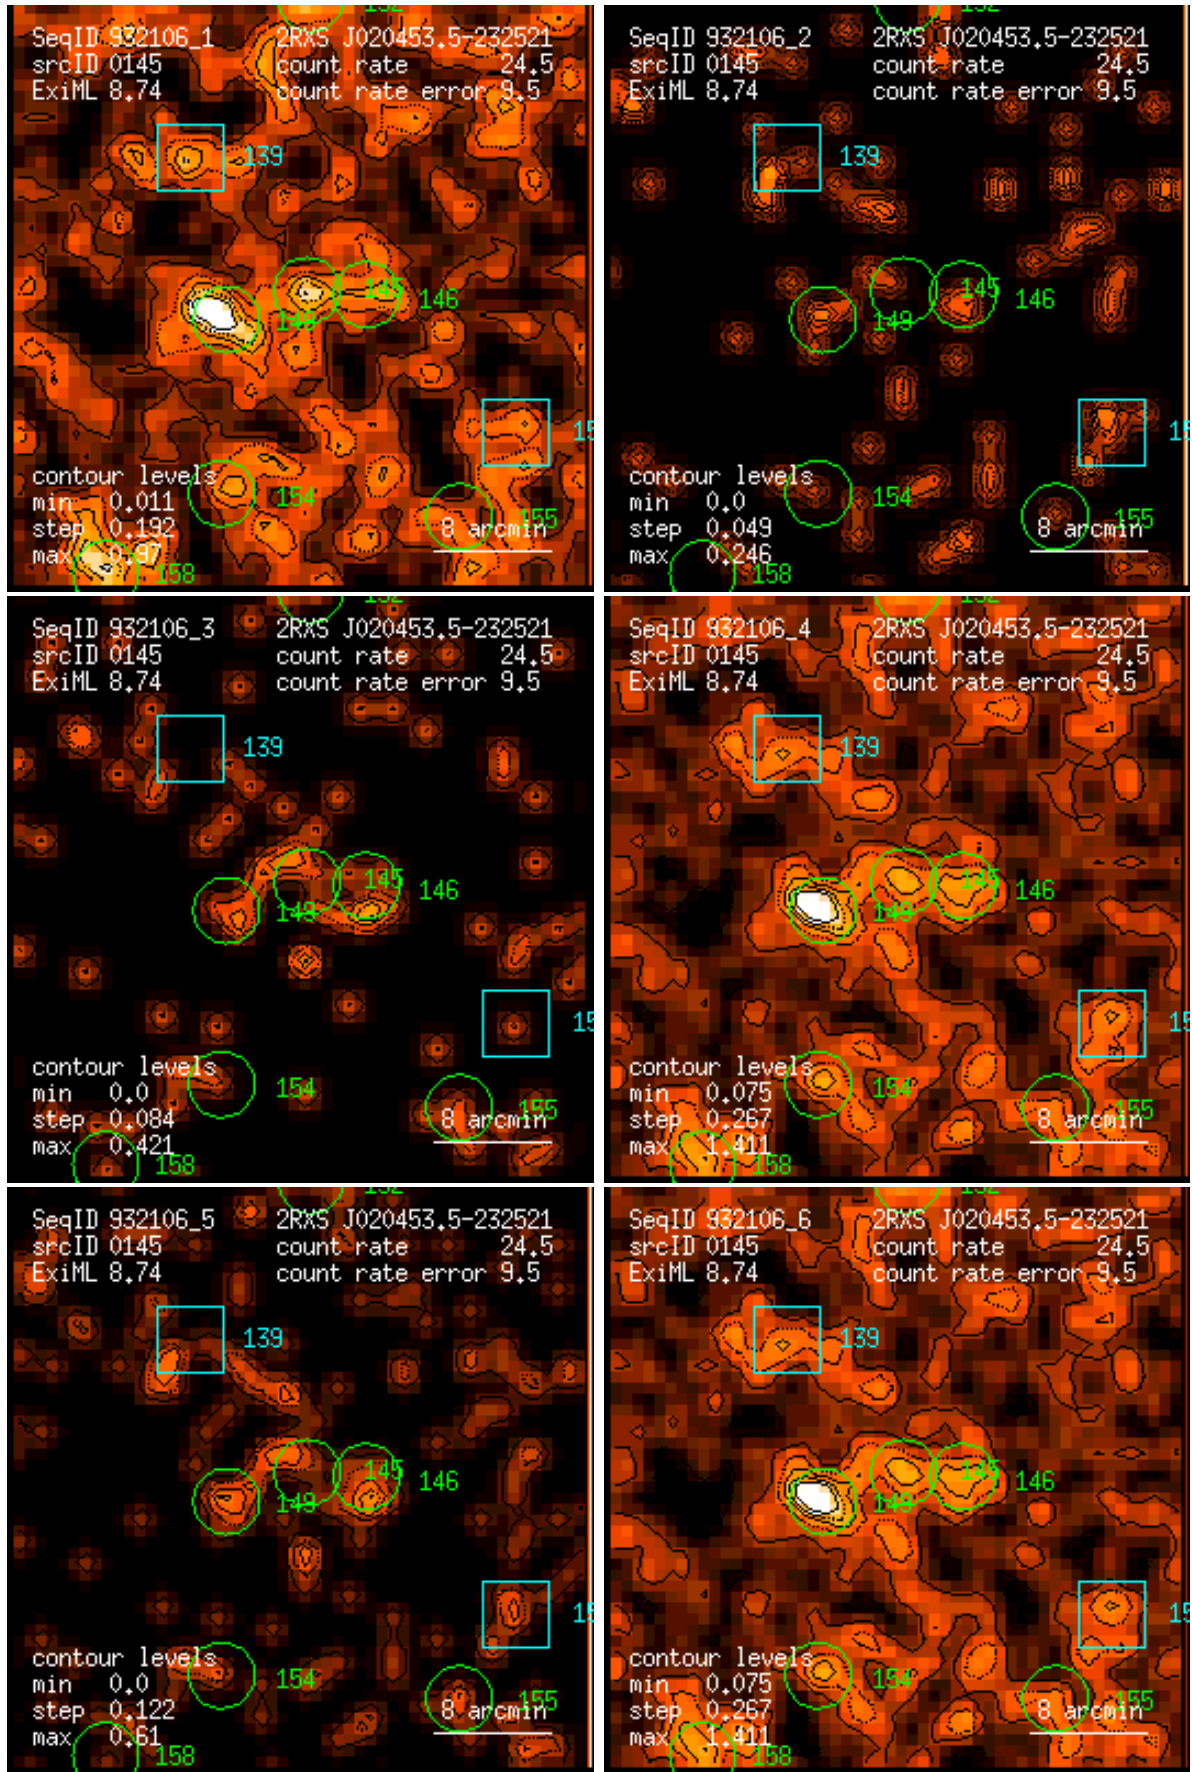 152
SeqID 932106_1 2RXS J020453.5-232521
srcID 0145 count rate 24.5
ExiML 8.74 count rate error 9.5
139
145 146
149
15
contour levels
min 0.011
154
step 0.192
155
8 arcmin
max 0.97
158
152
SeqID 932106_2 2RXS J020453.5-232521
srcID 0145 count rate 24.5
ExiML 8.74 count rate error 9.5
139
145 146
149
15
contour levels
min 0.0
154
step 0.049
155
8 arcmin
max 0.246
158
152
SeqID 932106_3 2RXS J020453.5-232521
srcID 0145 count rate 24.5
ExiML 8.74 count rate error 9.5
139
145 146
149
15
contour levels
min 0.0
154
step 0.084
155
8 arcmin
max 0.421
158
152
SeqID 932106_4 2RXS J020453.5-232521
srcID 0145 count rate 24.5
ExiML 8.74 count rate error 9.5
139
145 146
149
15
contour levels
min 0.075
154
step 0.267
155
8 arcmin
max 1.411
158
152
SeqID 932106_5 2RXS J020453.5-232521
srcID 0145 count rate 24.5
ExiML 8.74 count rate error 9.5
139
145 146
149
15
contour levels
min 0.0
154
step 0.122
155
8 arcmin
max 0.61
158
152
SeqID 932106_6 2RXS J020453.5-232521
srcID 0145 count rate 24.5
ExiML 8.74 count rate error 9.5
139
145 146
149
15
contour levels
min 0.075
154
step 0.267
155
8 arcmin
max 1.411
158